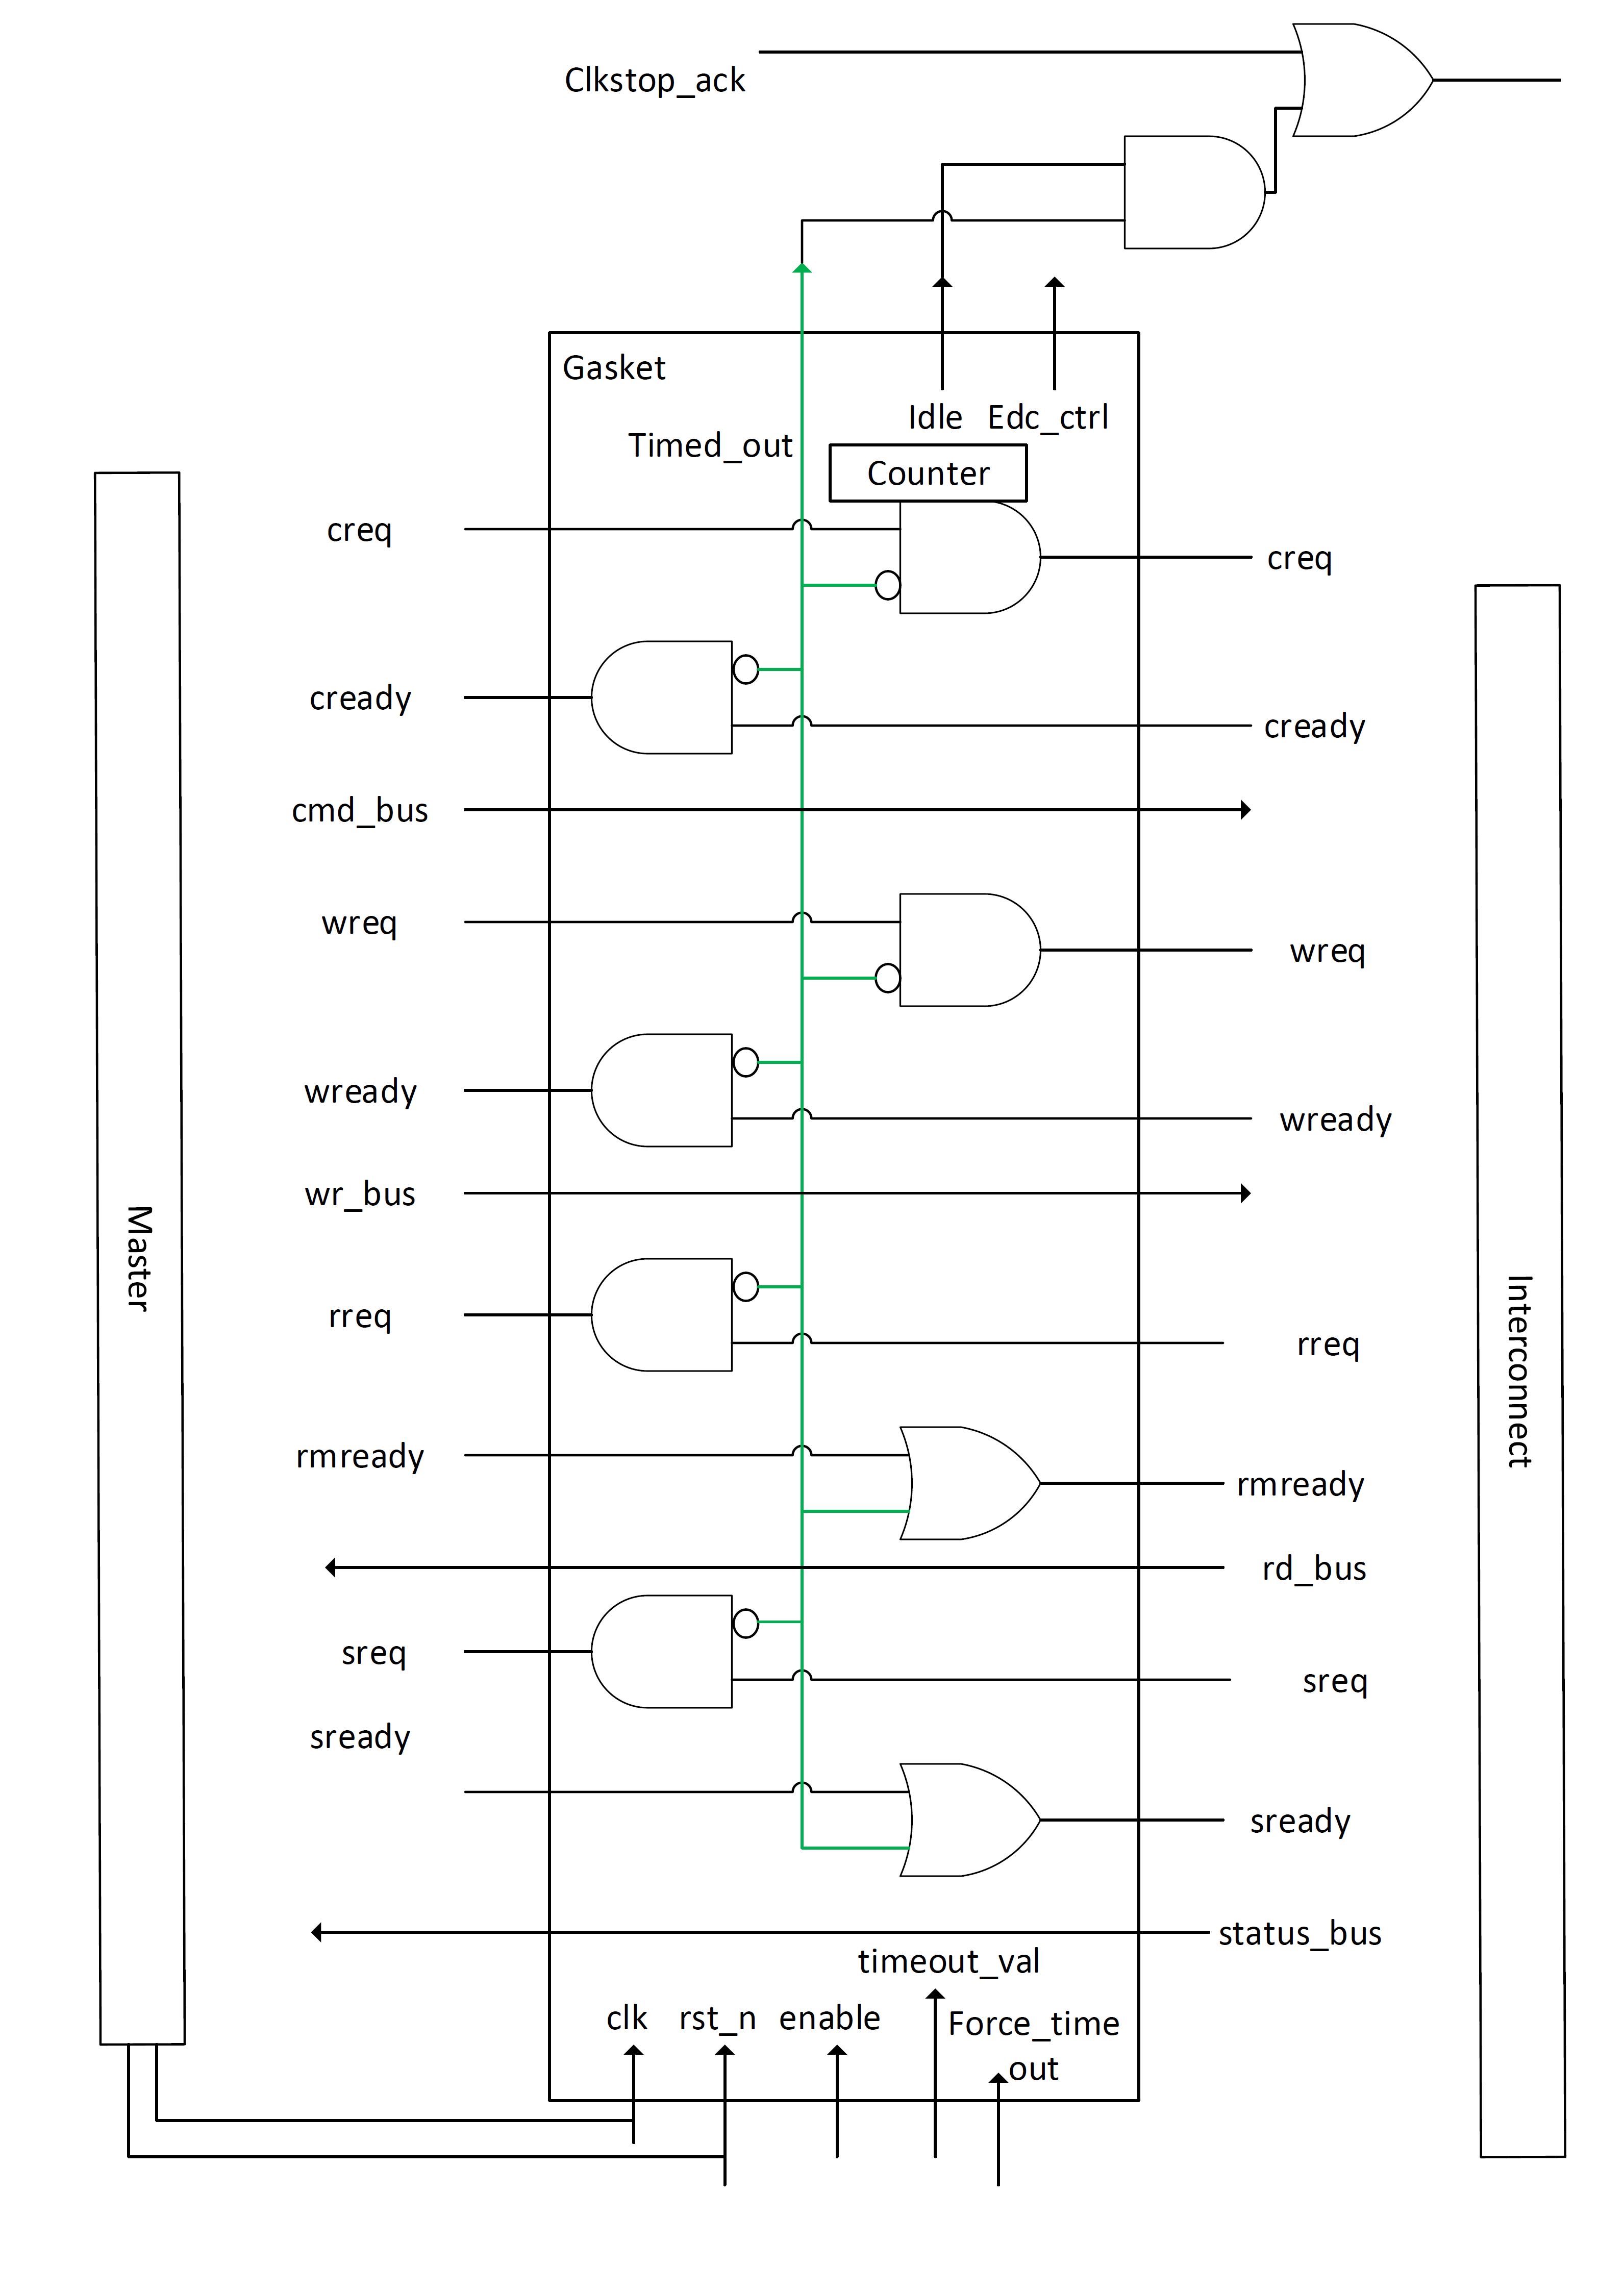 Clkstop_ack
Gasket
Idle Edc_ctrl
Timed_out
Counter
creq
creq
cready
cready
cmd_bus
wreq
wreq
wready
wready
wr_bus
Master
rreq
rreq
Interconnect
rmready
rmready
rd_bus
sreq
sreq
sready
sready
status_bus
timeout_val
clk rst_n enable
Force_time
out